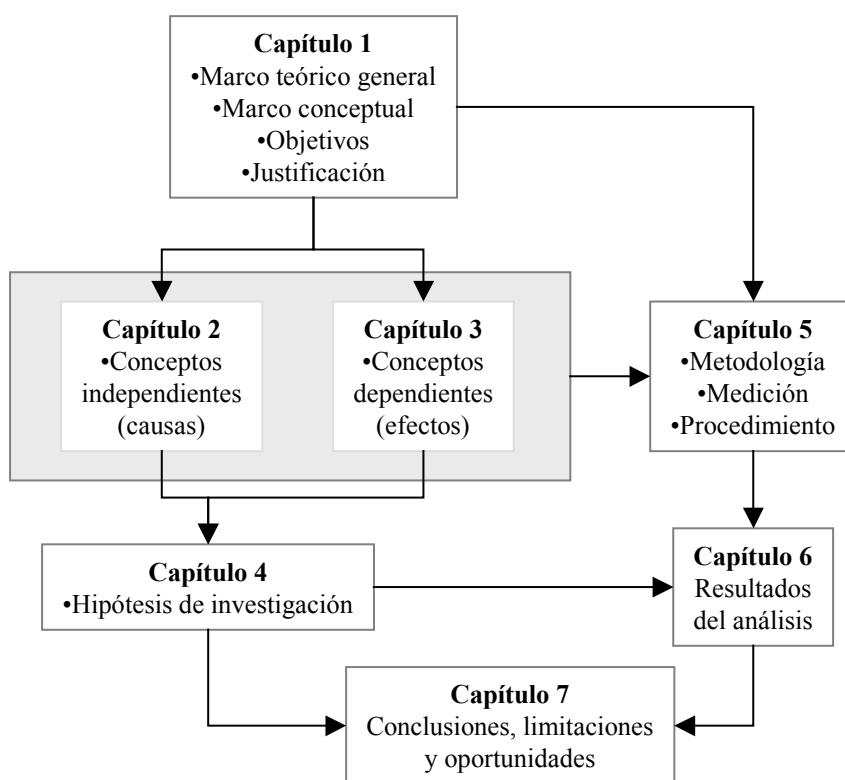 Capítulo 1
•Marco teórico general
•Marco conceptual
•Objetivos
•Justificación
Capítulo 2
•Conceptos
independientes
(causas)
Capítulo 3
•Conceptos
dependientes
(efectos)
Capítulo 5
•Metodología
•Medición
•Procedimiento
Capítulo 4
•Hipótesis de investigación
Capítulo 6
Resultados
del análisis
Capítulo 7
Conclusiones, limitaciones
y oportunidades